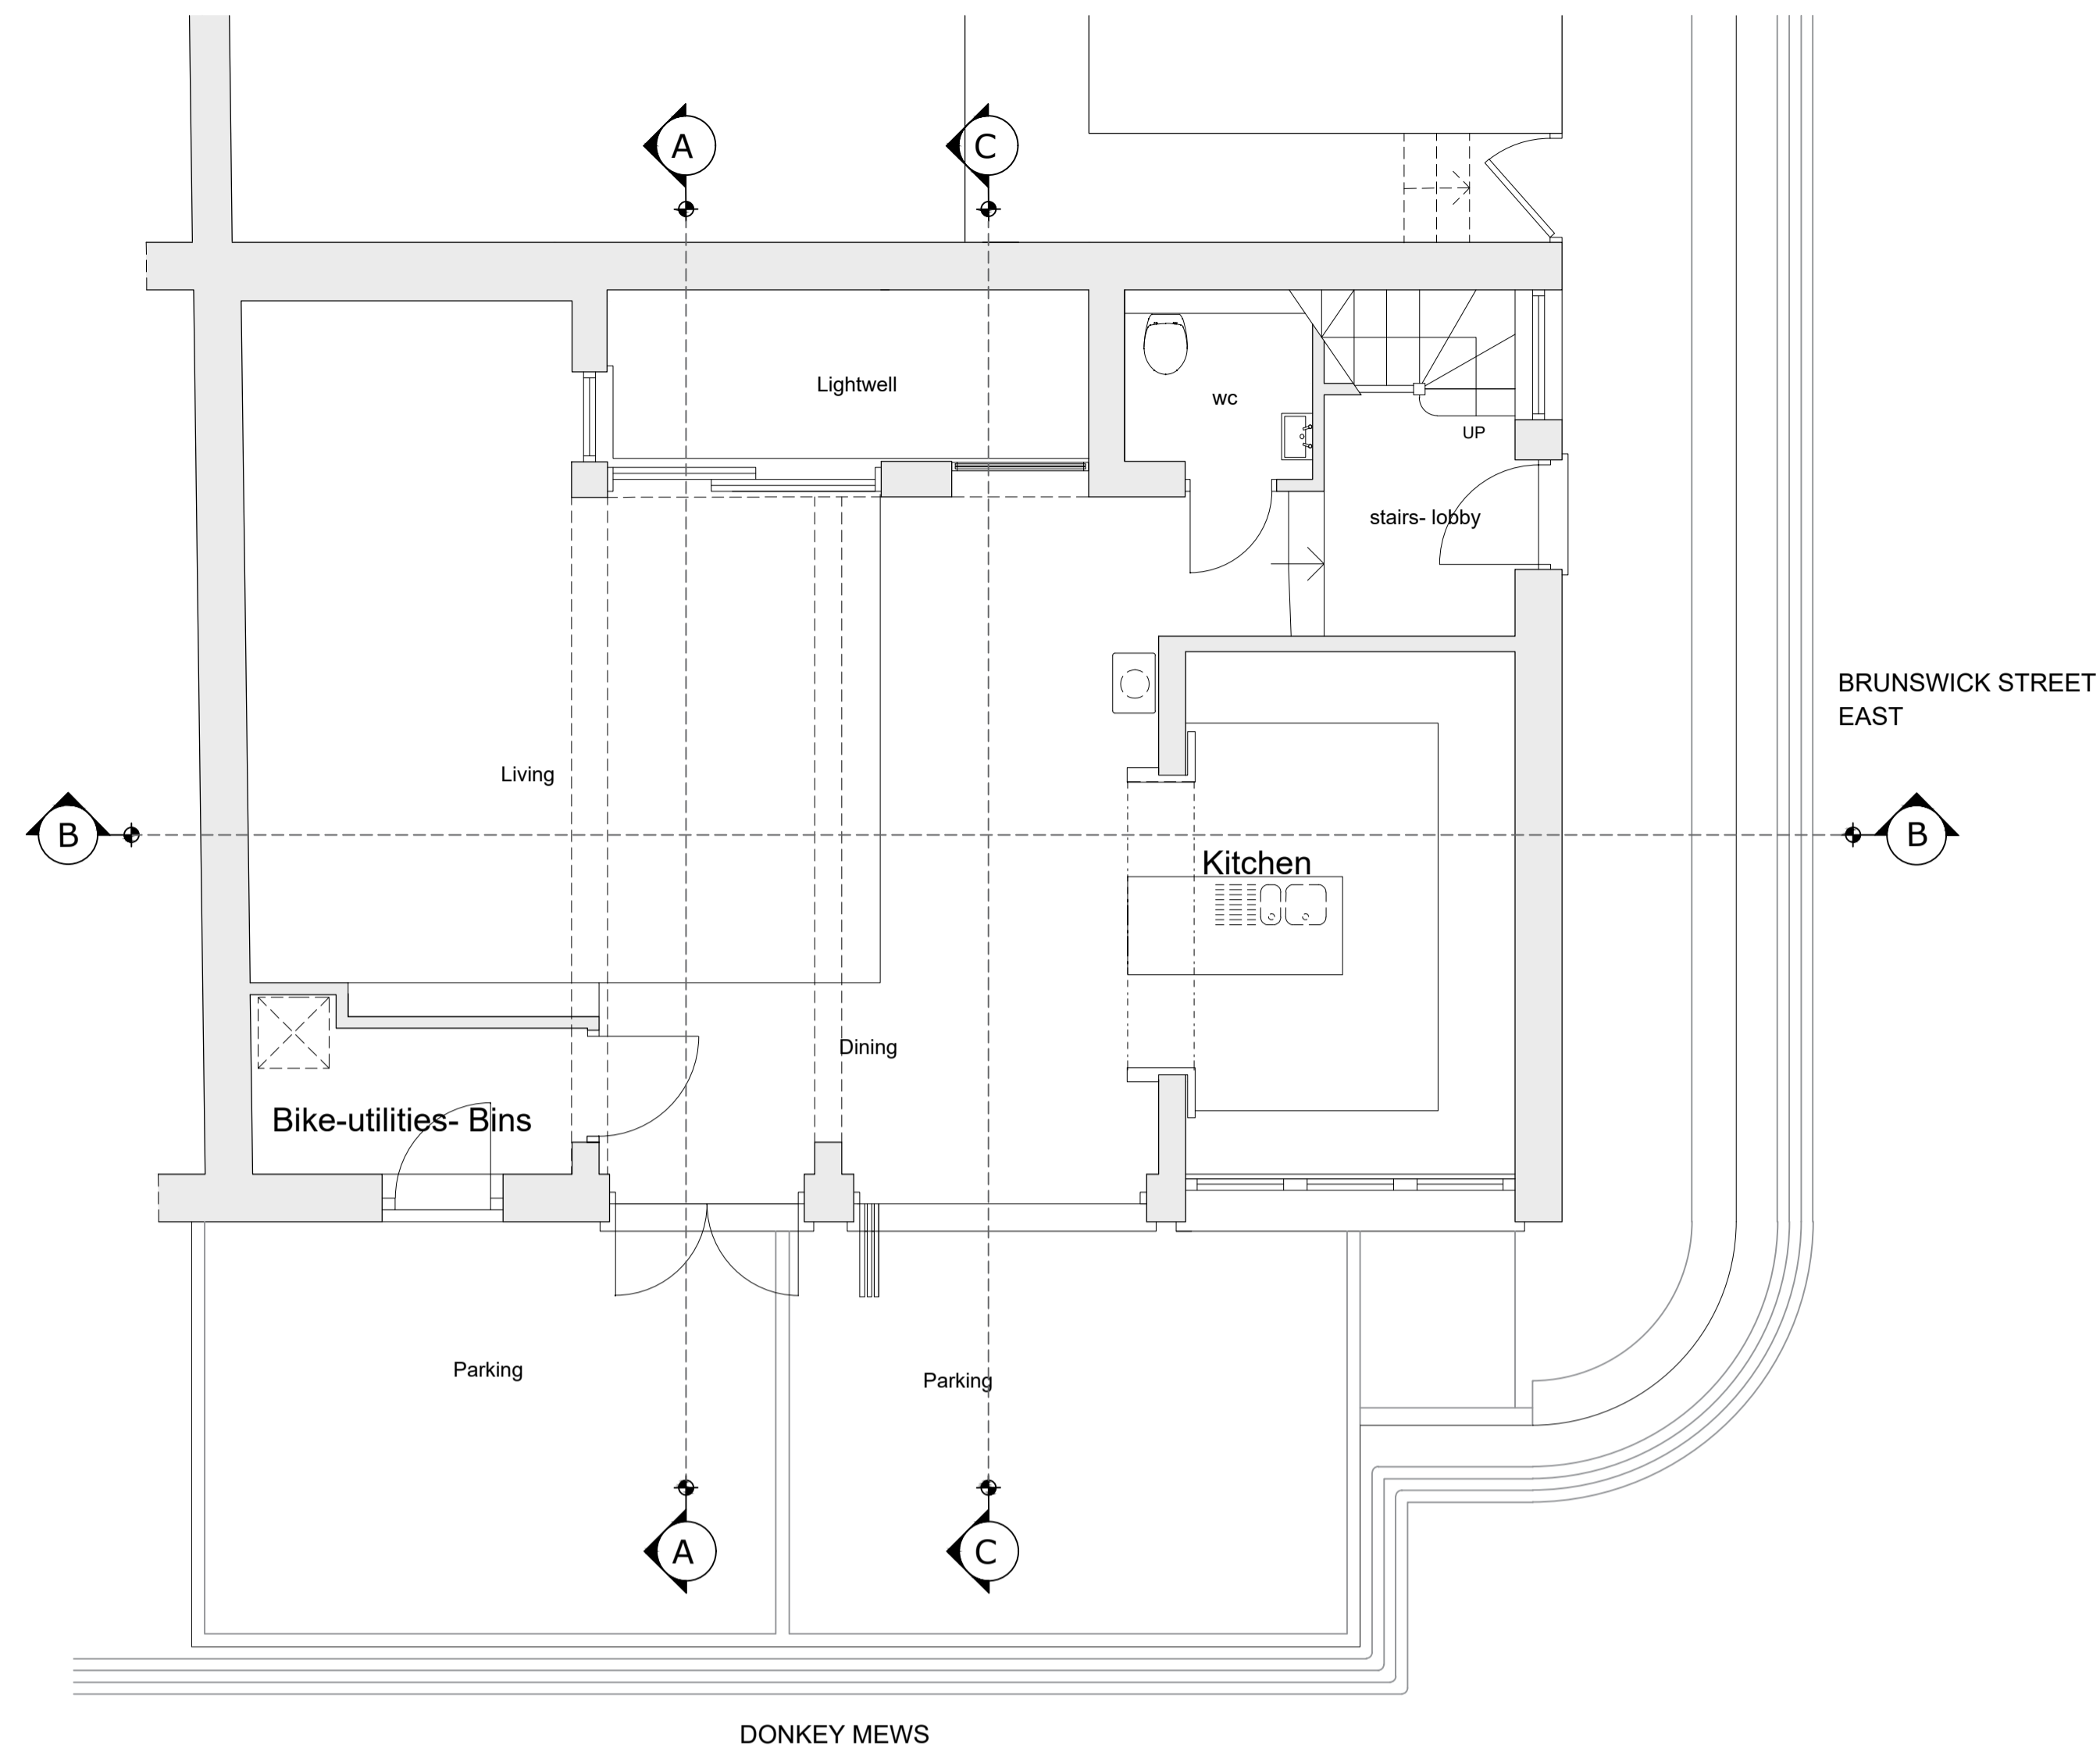 A
C
Lightwell
wc
UP
stairs- lobby
BRUNSWICK STREET
EAST
Living
B
B
Kitchen
Dining
Bike-utilities- Bins
Parking
Parking
A
C
DONKEY MEWS